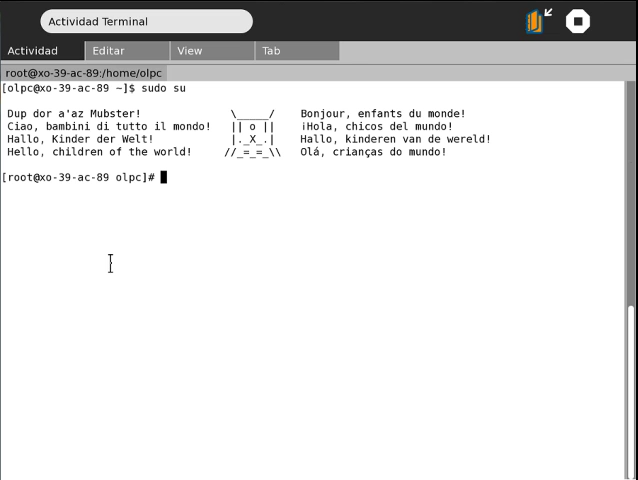 Actividad Terminal
Actividad Editar View Tab
root@xo-39-ac-89:/home/olpc
[olpc@xo-39-ac-89 ~]$ sudo su
Dup dor a'az Mubster! \_____/ Bonjour, enfants du monde!
Ciao, bambini di tutto il mondo! || o || ¡Hola, chicos del mundo!
Hallo, Kinder der Welt! |._X_.| Hallo, kinderen van de wereld!
Hello, children of the world! //_=_=_\\ Olá, crianças do mundo!
[root@xo-39-ac-89 olpc]#